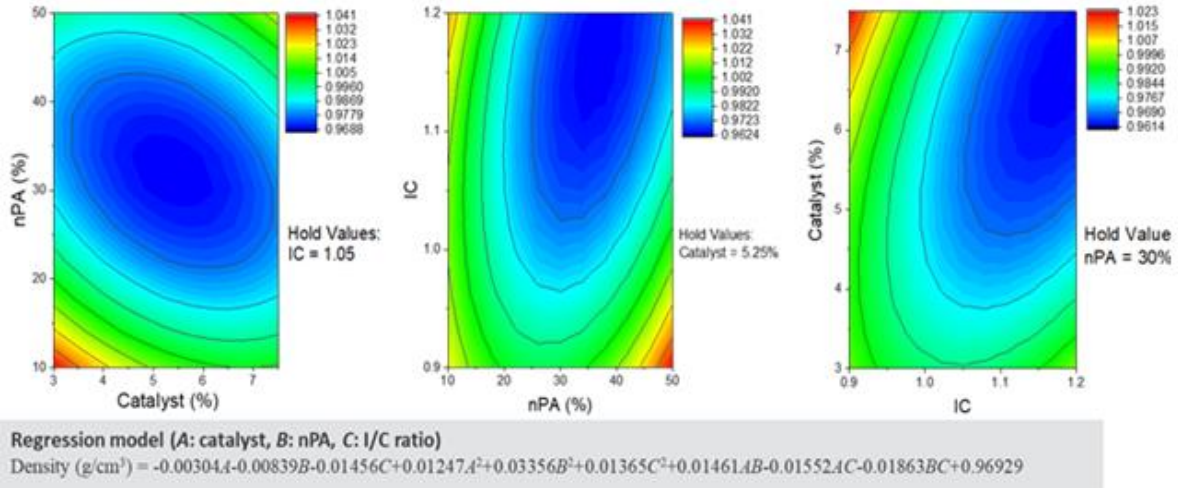 50
40
30
20
10
nPA (%)
3 4 5 6 7
Catalyst (%)
1.041
1.032
1.023
1.014
1.005
0.9960
0.9869
0.9779
0.9688
Hold Values:
IC = 1.05
1.2
1.1
1.0
0.9
IC
10 20 30 40 50
nPA (%)
1.041
1.032
1.022
1.012
1.002
0.9920
0.9822
0.9723
0.9624
Hold Values:
Catalyst = 5.25%
7
6
5
4
3
Catalyst (%)
0.9 1.0 1.1 1.2
IC
1.023
1.015
1.007
0.9996
0.9920
0.9844
0.9767
0.9690
0.9614
Hold Value
nPA = 30%
Regression model (A: catalyst, B: nPA, C: I/C ratio)
Density (g/cm³) = -0.00304A-0.00839B-0.01456C+0.01247A²+0.03356B²+0.01365C²+0.01461AB-0.01552AC-0.01863BC+0.96929